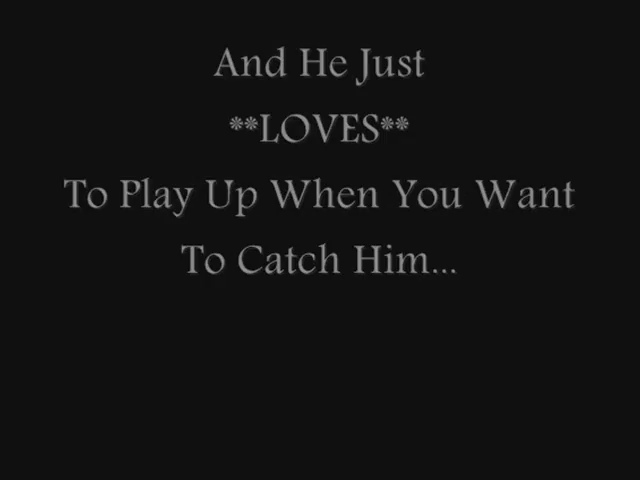 And He Just
**LOVES**
To Play Up When You Want
To Catch Him...